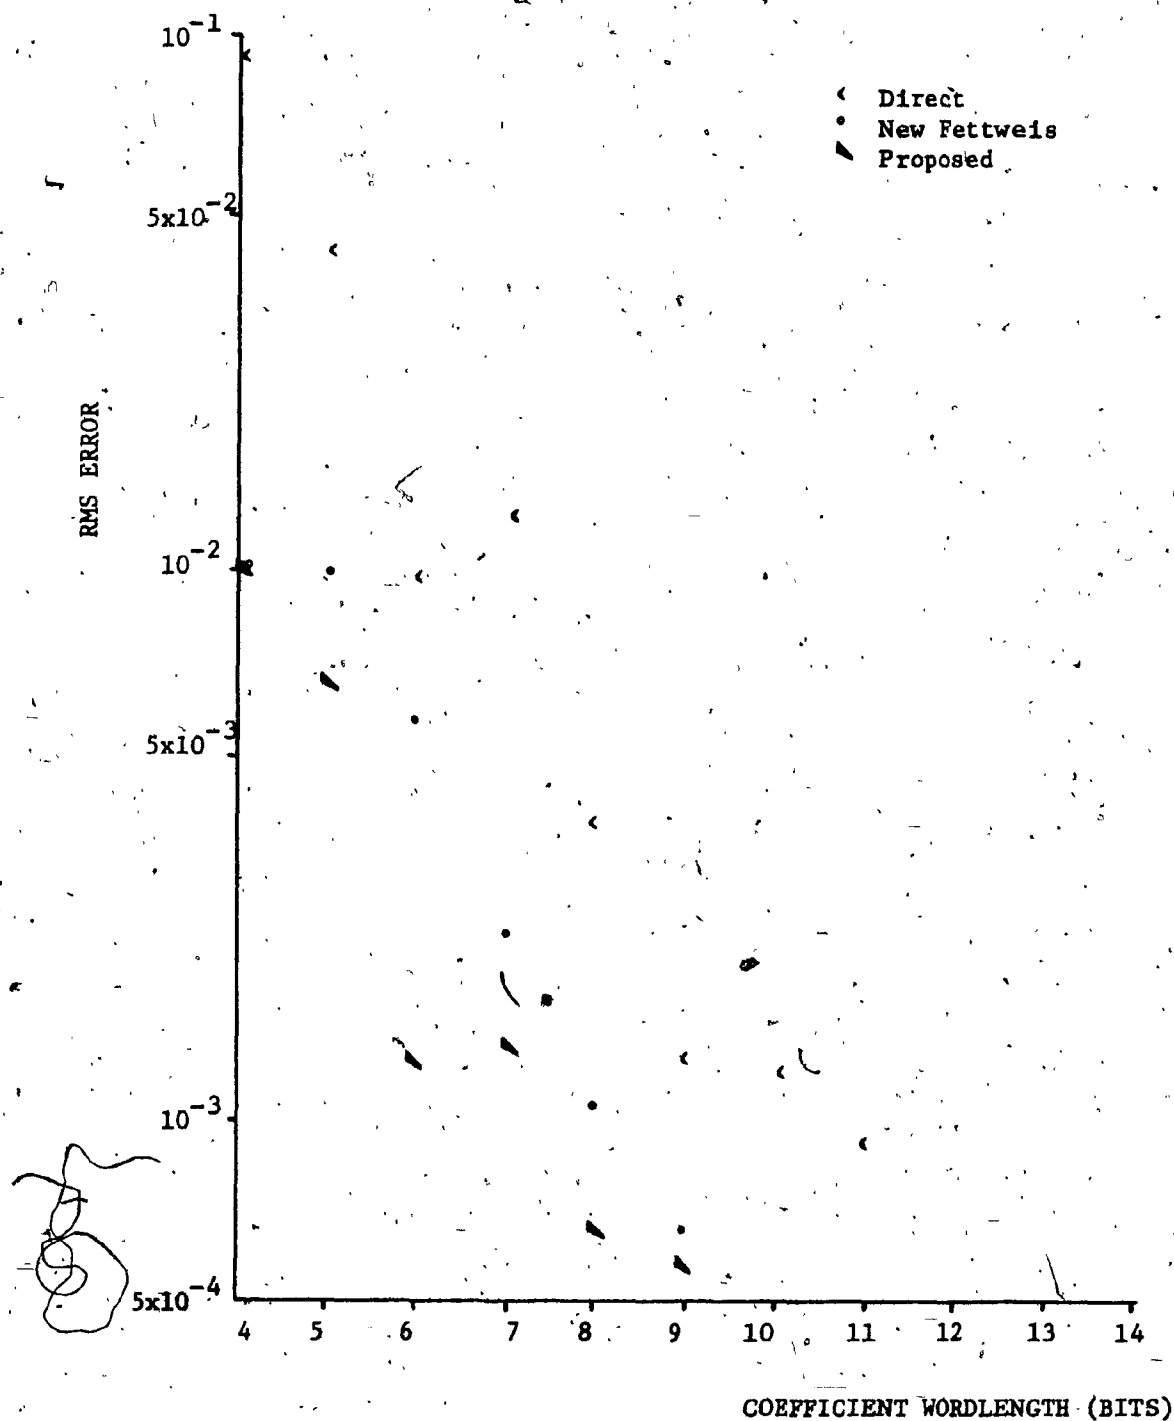 10^-1
Direct
New Fettweis
Proposed
5x10^-2
RMS ERROR
10^-2
5x10^-3
10^-3
5x10^-4
4 5 6 7 8 9 10 11 12 13 14
COEFFICIENT WORDLENGTH (BITS)